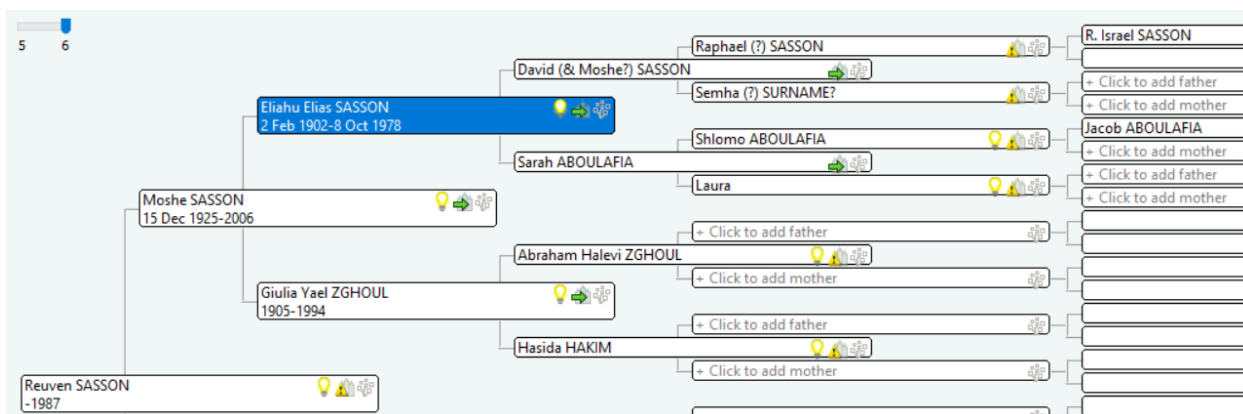 5 6
Reuven SASSON
-1987
Moshe SASSON
15 Dec 1925-2006
Eliahu Elias SASSON
2 Feb 1902-8 Oct 1978
Giulia Yael ZGHOUL
1905-1994
David (& Moshe?) SASSON
Sarah ABOULAFIA
Abraham Halevi ZGHOUL
Hasida HAKIM
Raphael (?) SASSON
Semha (?) SURNAME?
Shlomo ABOULAFIA
Laura
+ Click to add father
+ Click to add mother
+ Click to add father
+ Click to add mother
R. Israel SASSON
+ Click to add father
+ Click to add mother
Jacob ABOULAFIA
+ Click to add mother
+ Click to add father
+ Click to add mother